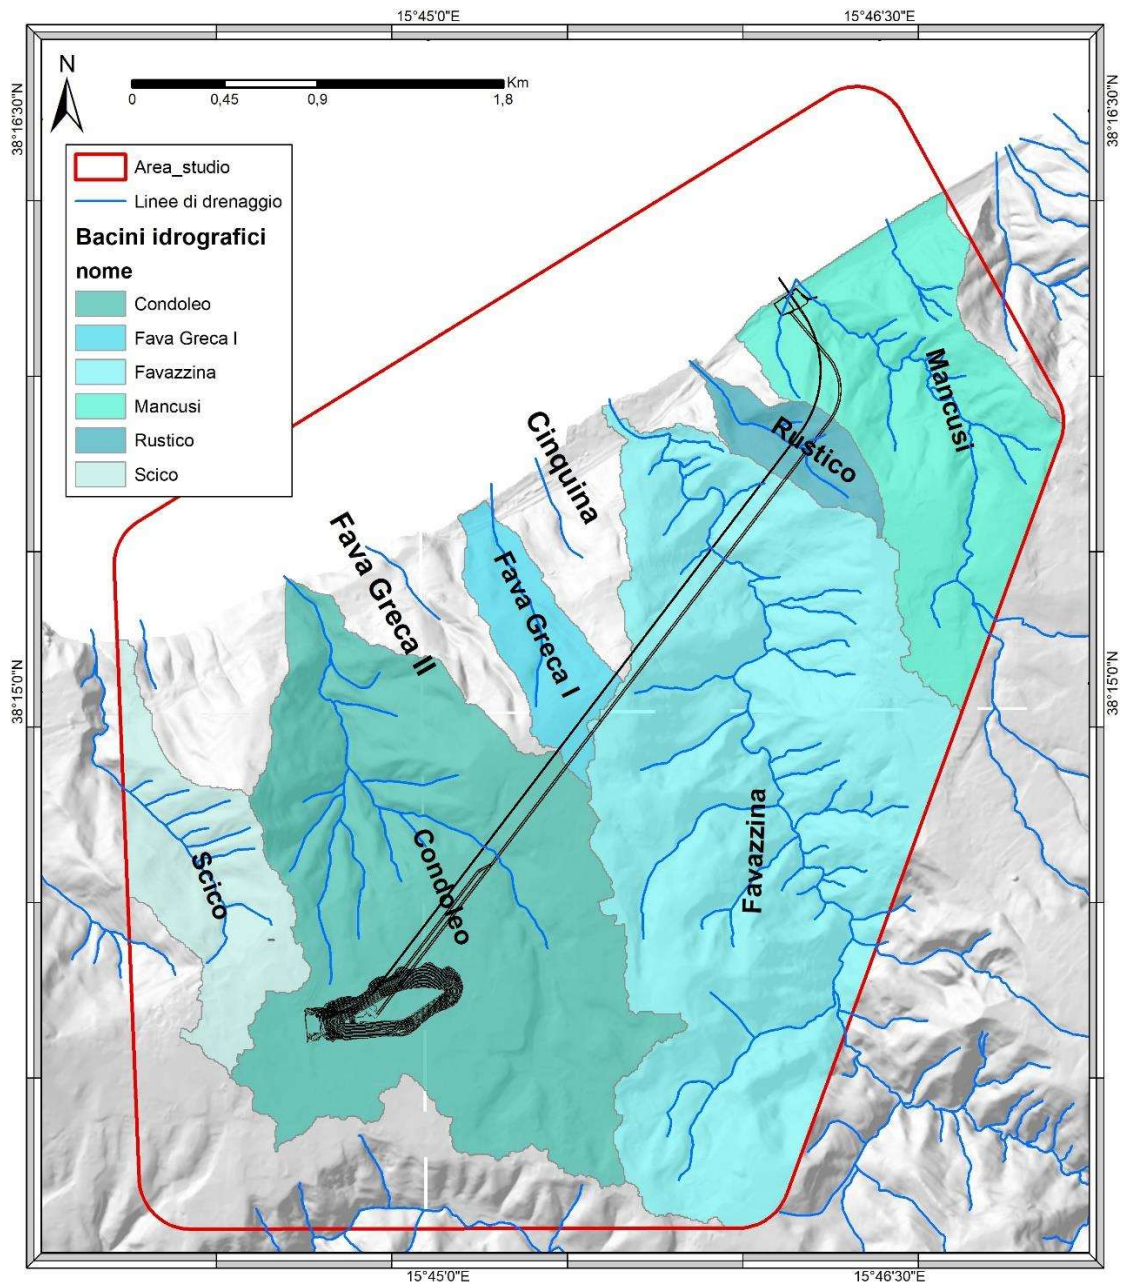 15°45'0"E
15°46'30"E
38°16'30"N
38°16'30"N
N
Km
0
0,45
0,9
1,8
Area_studio
Linee di drenaggio
Bacini idrografici
nome
Condoleo
Fava Greca I
Favazzina
Mancusi
Rustico
Scico
Mancusi
Rustico
Cinquina
Fava Greca II
Fava Greca I
38°15'0"N
38°15'0"N
Favazzina
Condoleo
Scico
15°45'0"E
15°46'30"E